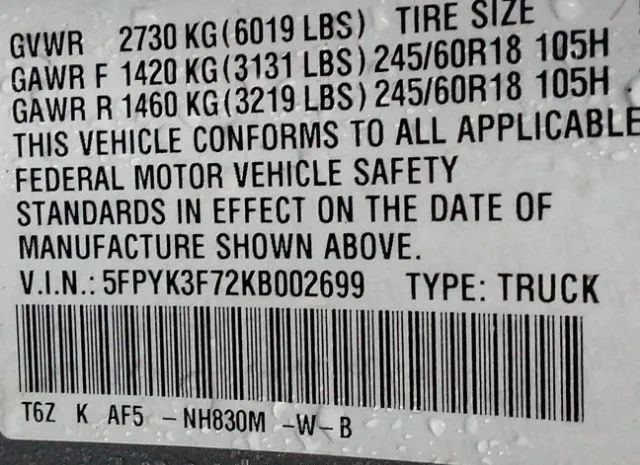 GVWR 2730 KG (6019 LBS) TIRE SIZE
GAWR F 1420 KG (3131 LBS) 245/60R18 105H
GAWR R 1460 KG (3219 LBS) 245/60R18 105H
THIS VEHICLE CONFORMS TO ALL APPLICABLE
FEDERAL MOTOR VEHICLE SAFETY
STANDARDS IN EFFECT ON THE DATE OF
MANUFACTURE SHOWN ABOVE.
V.I.N.: 5FPYK3F72KB002699 TYPE: TRUCK
T6Z K AF5 - NH830M -W-B